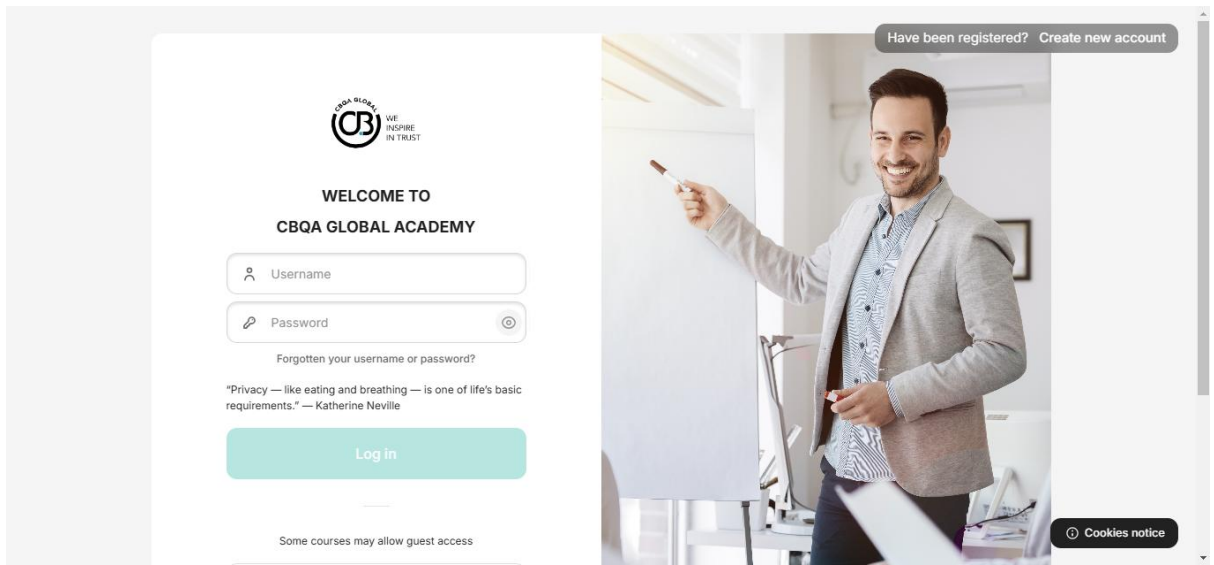 Have been registered? Create new account
CBQA GLOBAL
CB
WE
INSPIRE
IN TRUST
WELCOME TO
CBQA GLOBAL ACADEMY
Username
Password
Forgotten your username or password?
“Privacy — like eating and breathing — is one of life’s basic
requirements.” — Katherine Neville
Log in
Some courses may allow guest access
Cookies notice